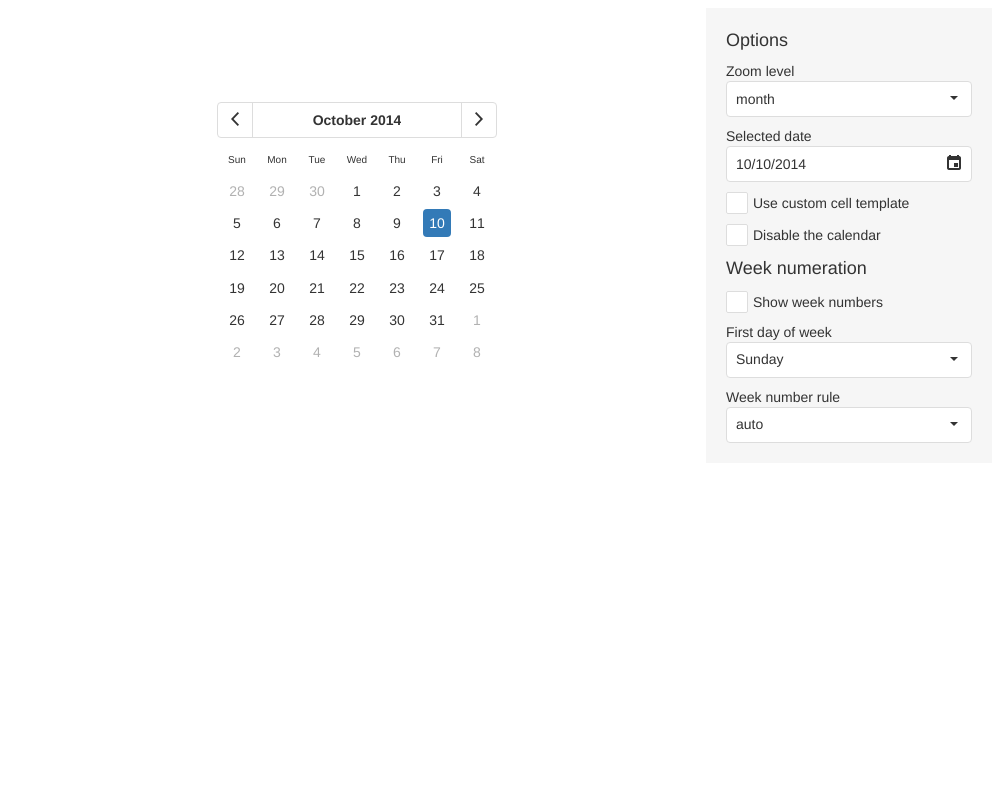 October 2014
Sun Mon Tue Wed Thu Fri Sat
28 29 30 1 2 3 4
5 6 7 8 9 10 11
12 13 14 15 16 17 18
19 20 21 22 23 24 25
26 27 28 29 30 31 1
2 3 4 5 6 7 8
Options
Zoom level
month
Selected date
10/10/2014
Use custom cell template
Disable the calendar
Week numeration
Show week numbers
First day of week
Sunday
Week number rule
auto